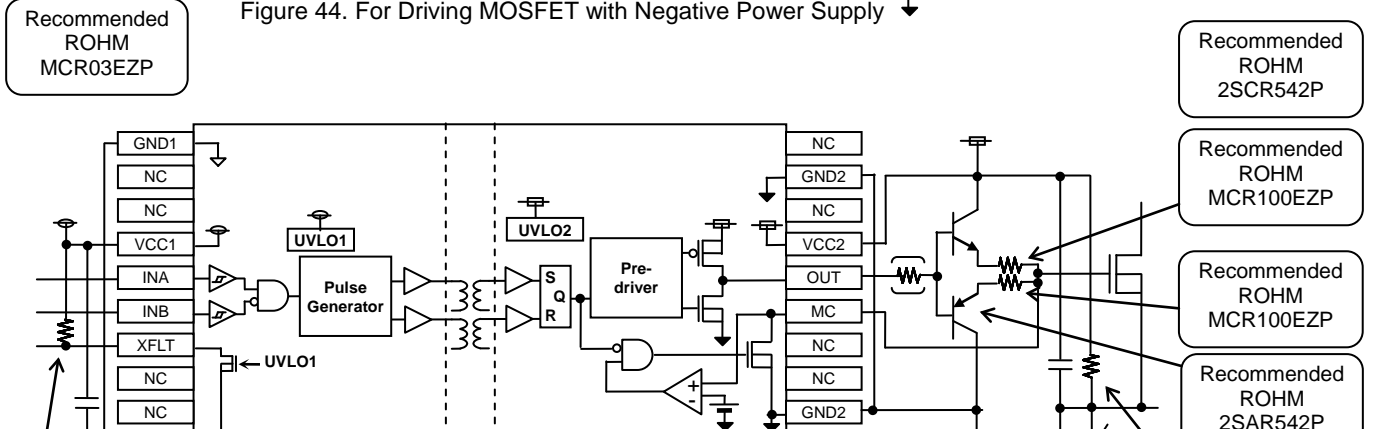 Figure 44. For Driving MOSFET with Negative Power Supply
Recommended
ROHM
MCR03EZP
Recommended
ROHM
2SCR542P
Recommended
ROHM
MCR100EZP
Recommended
ROHM
MCR100EZP
Recommended
ROHM
2SAR542P
GND1
NC
NC
VCC1
INA
INB
XFLT
NC
NC
UVLO1
Pulse
Generator
UVLO1
UVLO2
S
Q
R
Pre-
driver
+
-
NC
GND2
NC
VCC2
OUT
MC
NC
NC
GND2